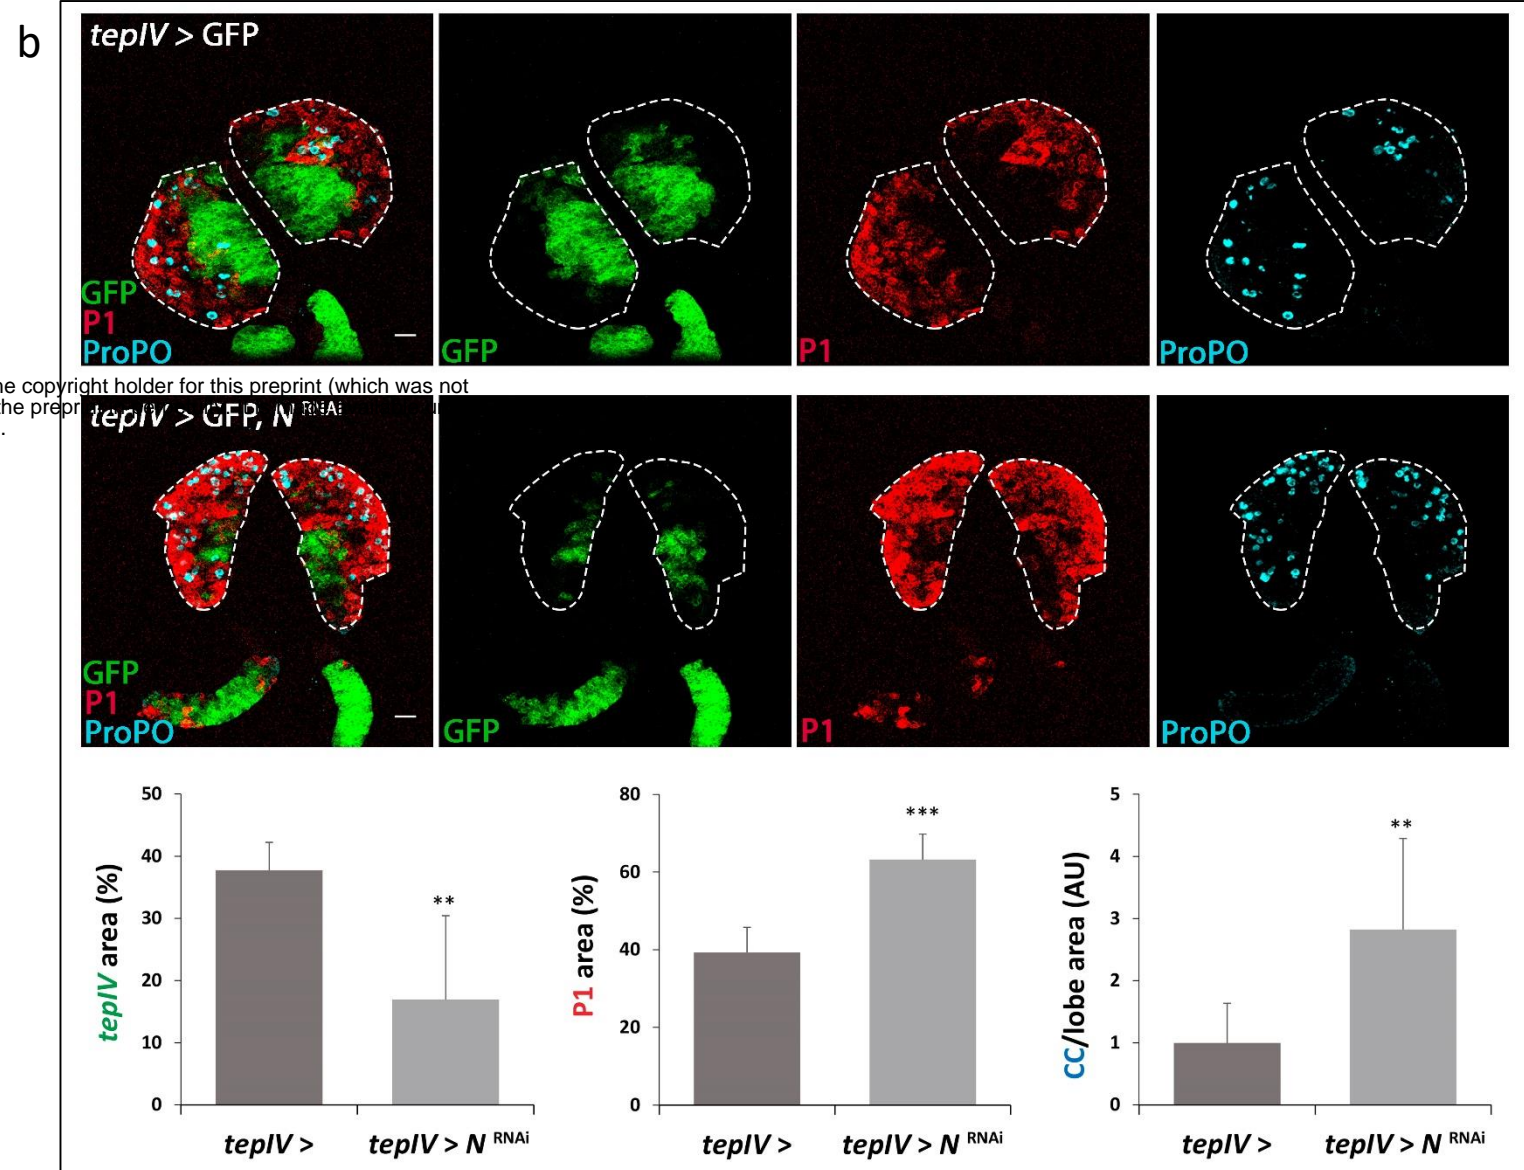 b
tepIV > GFP
GFP
P1
ProPO
GFP
P1
ProPO
ne copyright holder for this preprint (which was not
the prepr
.
tepIV > GFP, N RNAi
GFP
P1
ProPO
GFP
P1
ProPO
50
40
30
20
10
0
tepIV area (%)
**
tepIV >
tepIV > N RNAi
80
60
40
20
0
P1 area (%)
***
tepIV >
tepIV > N RNAi
5
4
3
2
1
0
CC/lobe area (AU)
**
tepIV >
tepIV > N RNAi